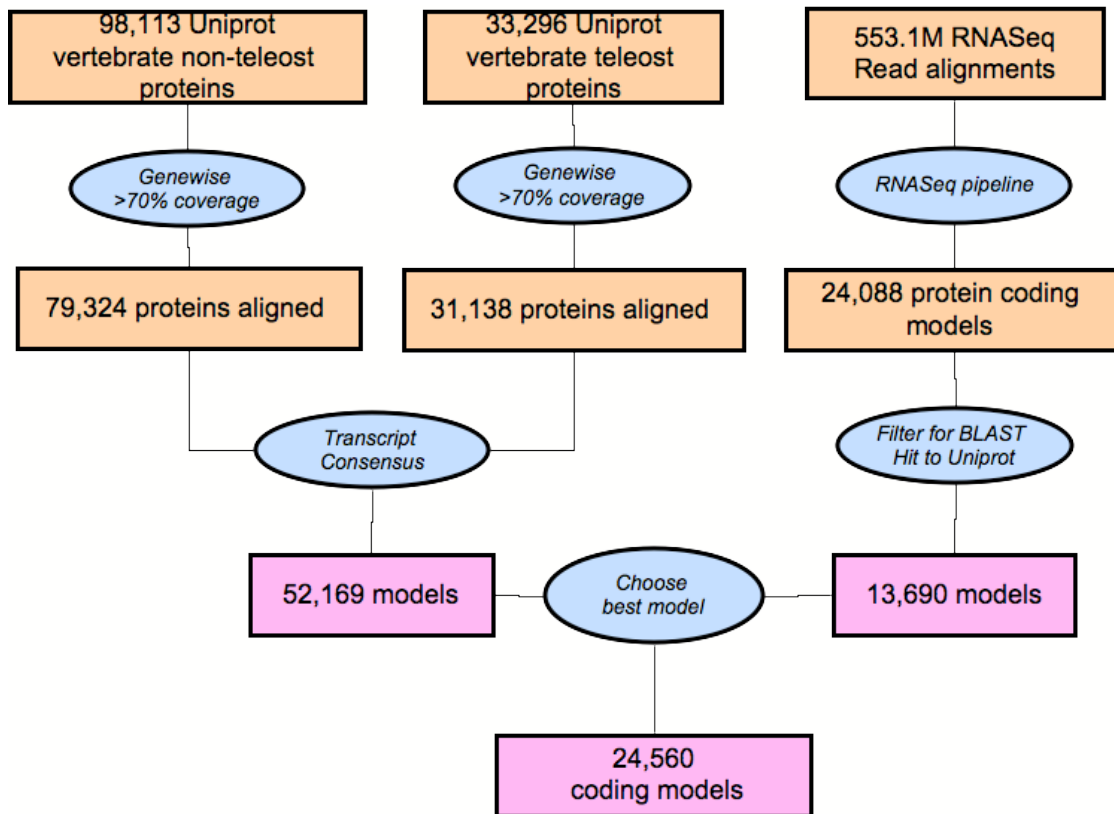 98,113 Uniprot
vertebrate non-teleost
proteins
33,296 Uniprot
vertebrate teleost
proteins
553.1M RNASeq
Read alignments
Genewise
>70% coverage
Genewise
>70% coverage
RNASeq pipeline
79,324 proteins aligned
31,138 proteins aligned
24,088 protein coding
models
Transcript
Consensus
Filter for BLAST
Hit to Uniprot
52,169 models
Choose
best model
13,690 models
24,560
coding models